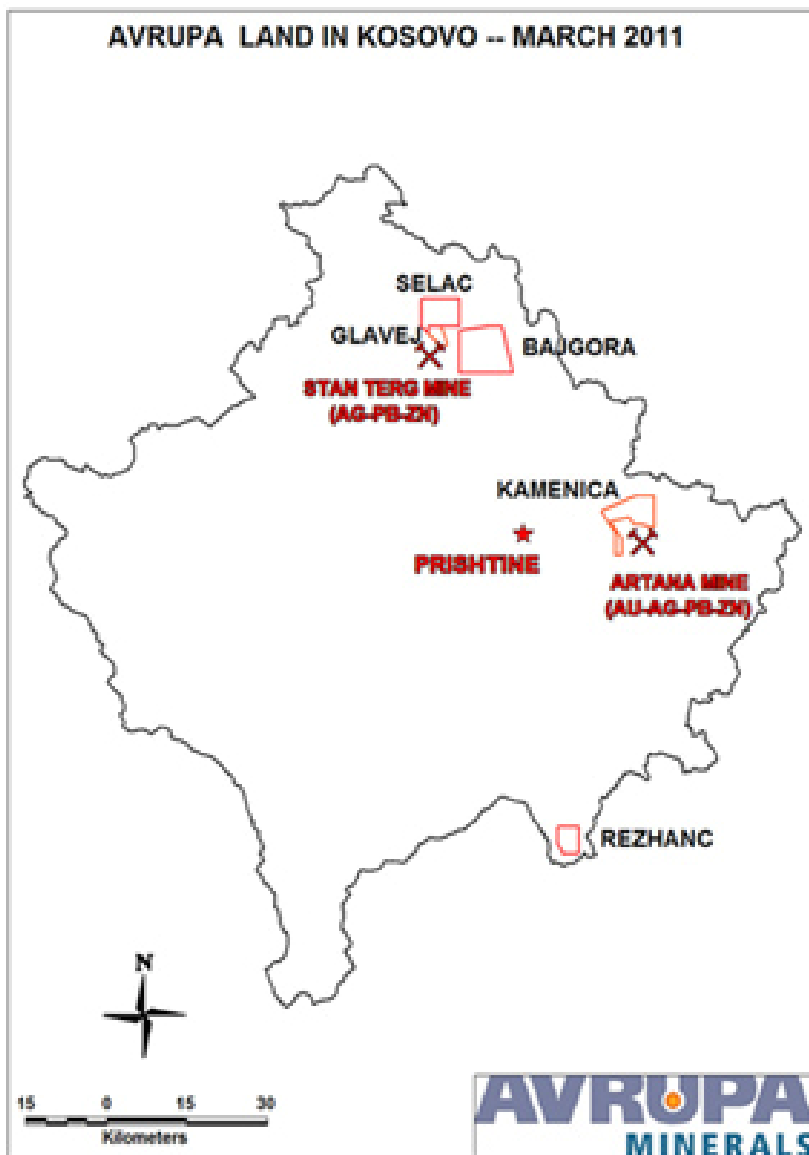 AVRUPA LAND IN KOSOVO -- MARCH 2011
SELAC
GLAVEJ
BAJGORA
STAN TERG MINE
(AG-PB-ZN)
KAMENICA
PRISHTINE
ARTANA MINE
(AU-AG-PB-ZN)
REZHANC
N
15 0 15 30
Kilometers
AVRUPA
MINERALS